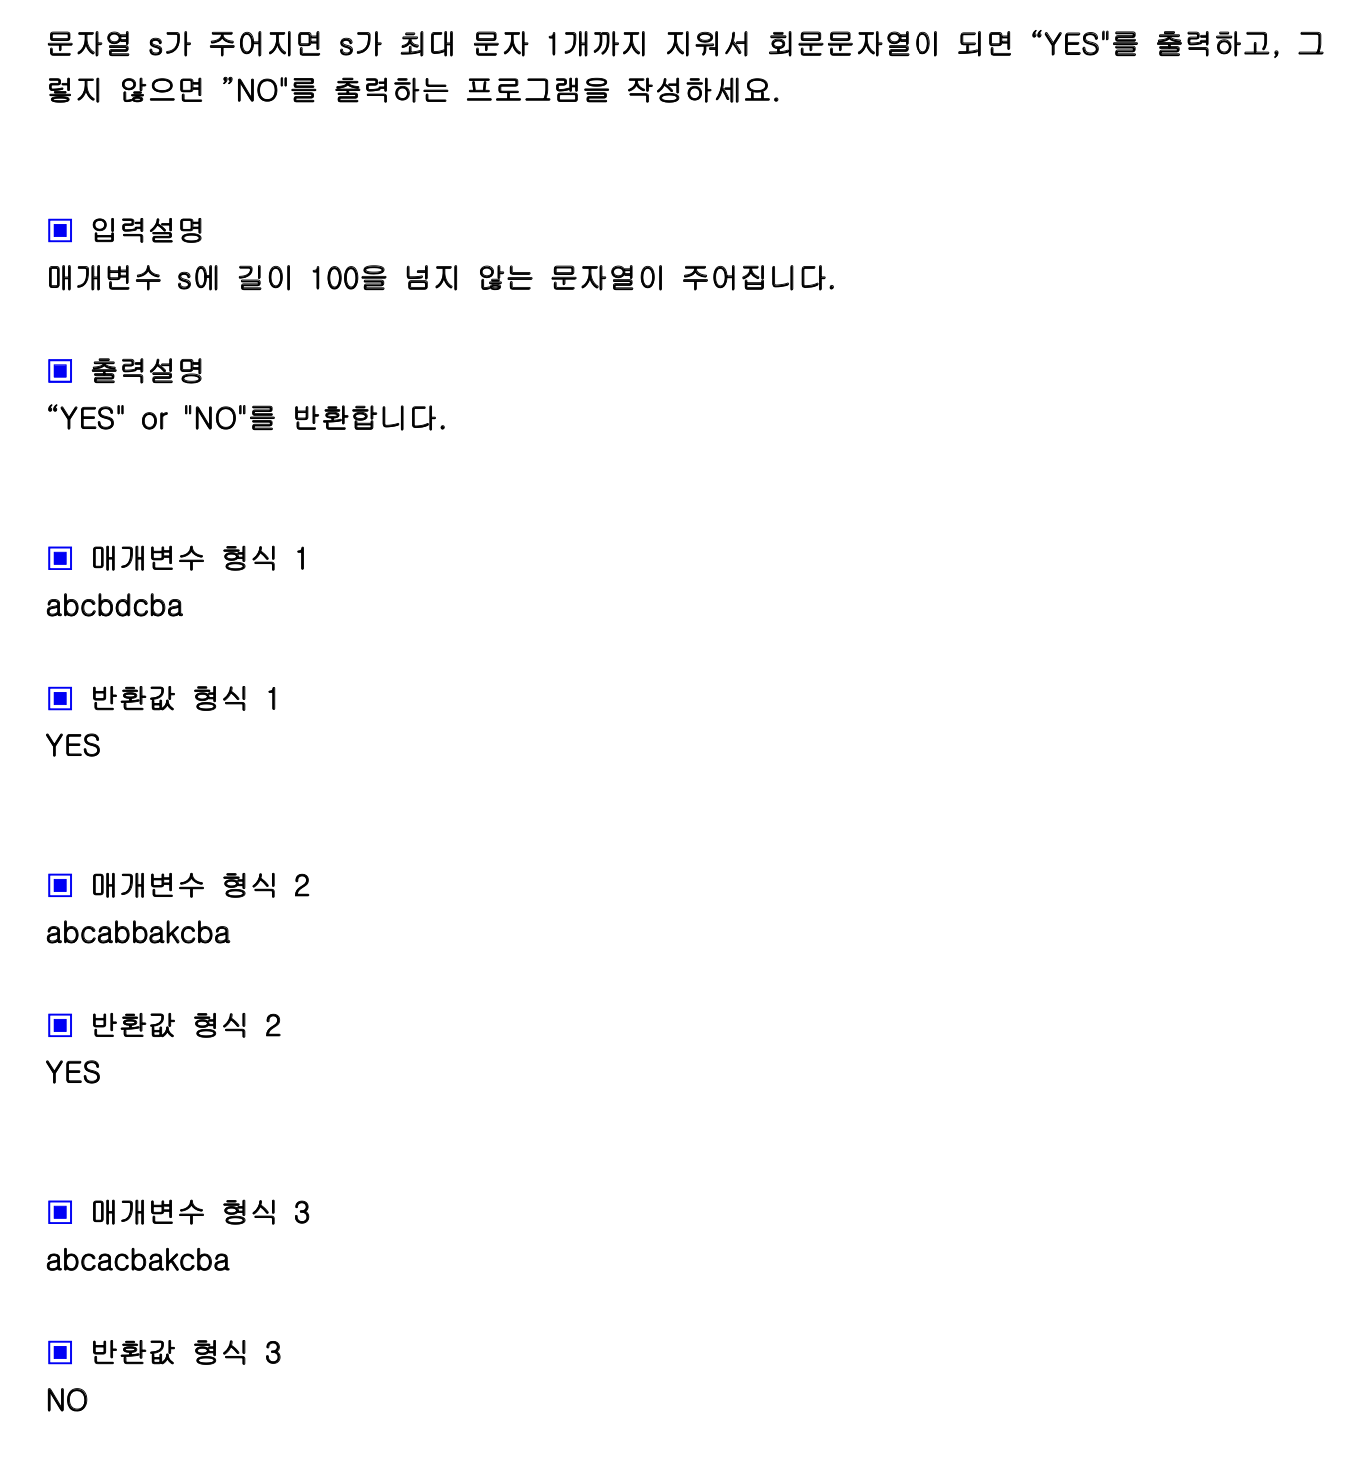 문자열 s가 주어지면 s가 최대 문자 1개까지 지워서 회문문자열이 되면 “YES"를 출력하고, 그
렇지 않으면 ”NO"를 출력하는 프로그램을 작성하세요.
▣ 입력설명
매개변수 s에 길이 100을 넘지 않는 문자열이 주어집니다.
▣ 출력설명
“YES" or "NO"를 반환합니다.
▣ 매개변수 형식 1
abcbdcba
▣ 반환값 형식 1
YES
▣ 매개변수 형식 2
abcabbakcba
▣ 반환값 형식 2
YES
▣ 매개변수 형식 3
abcacbakcba
▣ 반환값 형식 3
NO